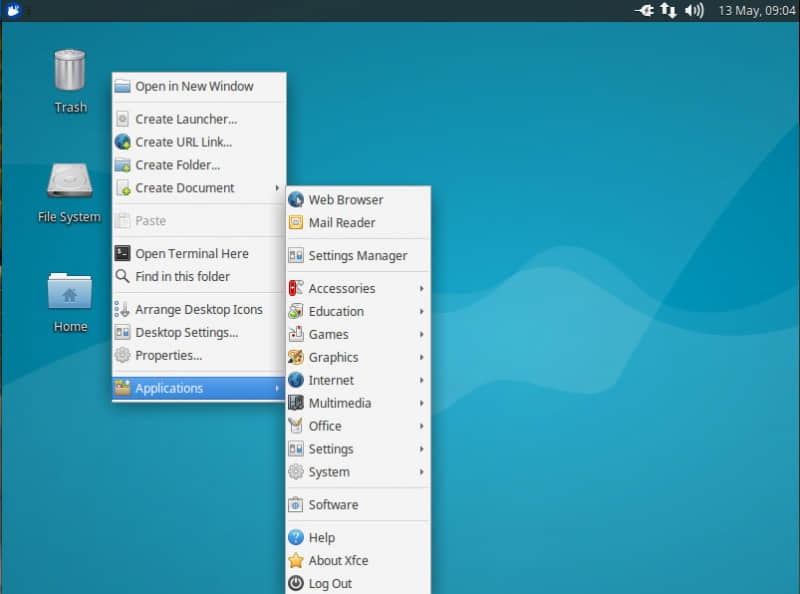 13 May, 09:04
Trash
File System
Home
Open in New Window
Create Launcher...
Create URL Link...
Create Folder...
Create Document
Paste
Open Terminal Here
Find in this folder
Arrange Desktop Icons
Desktop Settings...
Properties...
Applications
Web Browser
Mail Reader
Settings Manager
Accessories
Education
Games
Graphics
Internet
Multimedia
Office
Settings
System
Software
Help
About Xfce
Log Out